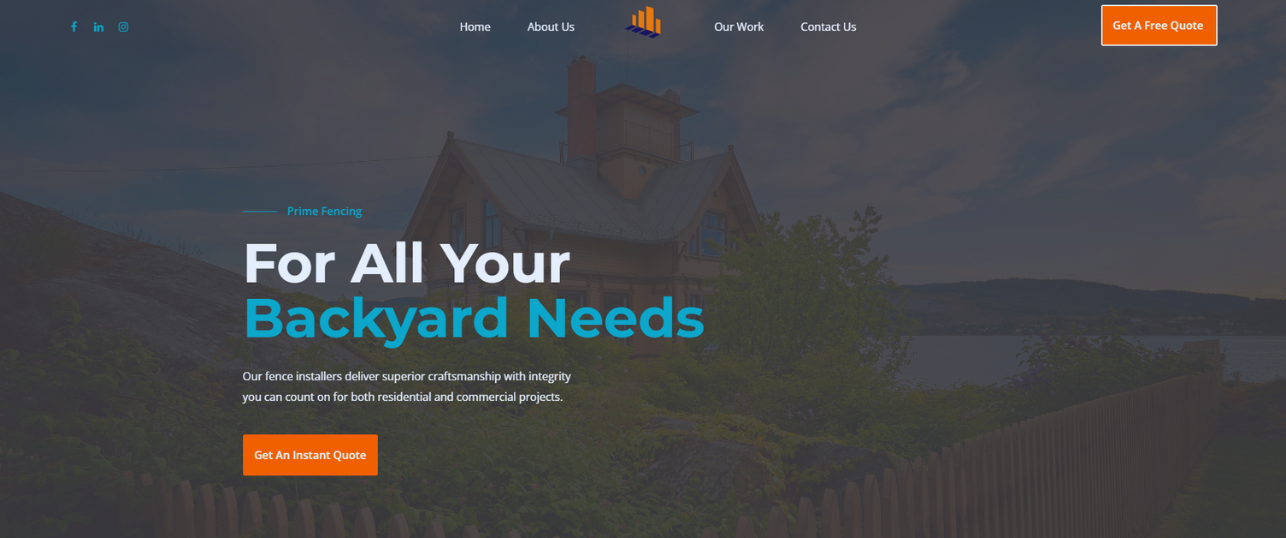 Home
About Us
Our Work
Contact Us
Get A Free Quote
Prime Fencing
For All Your
Backyard Needs
Our fence installers deliver superior craftsmanship with integrity
you can count on for both residential and commercial projects.
Get An Instant Quote